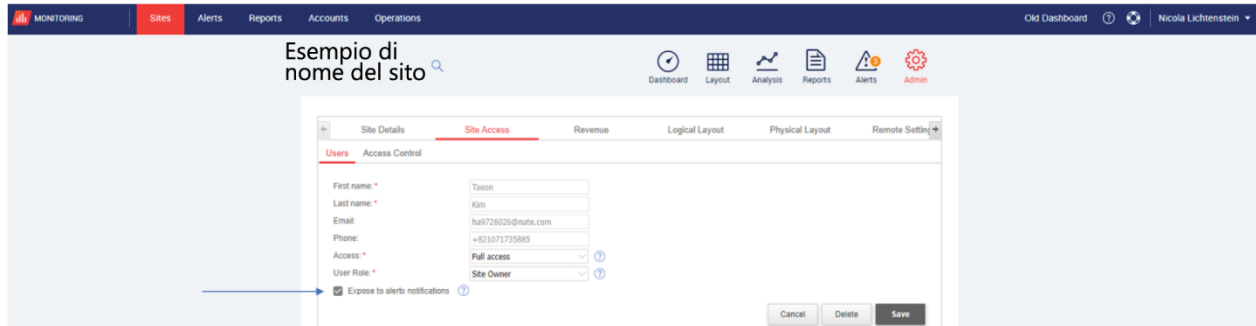 MONITORING Sites Alerts Reports Accounts Operations Old Dashboard Nicola Lichtenstein
Esempio di
nome del sito
Dashboard Layout Analysis Reports Alerts Admin
3
Site Details Site Access Revenue Logical Layout Physical Layout Remote Setting
Users Access Control
First name:* Taeon
Last name:* Kim
Email: ha9726026@nate.com
Phone: +821071735865
Access:* Full access
User Role:* Site Owner
Expose to alerts notifications
Cancel Delete Save